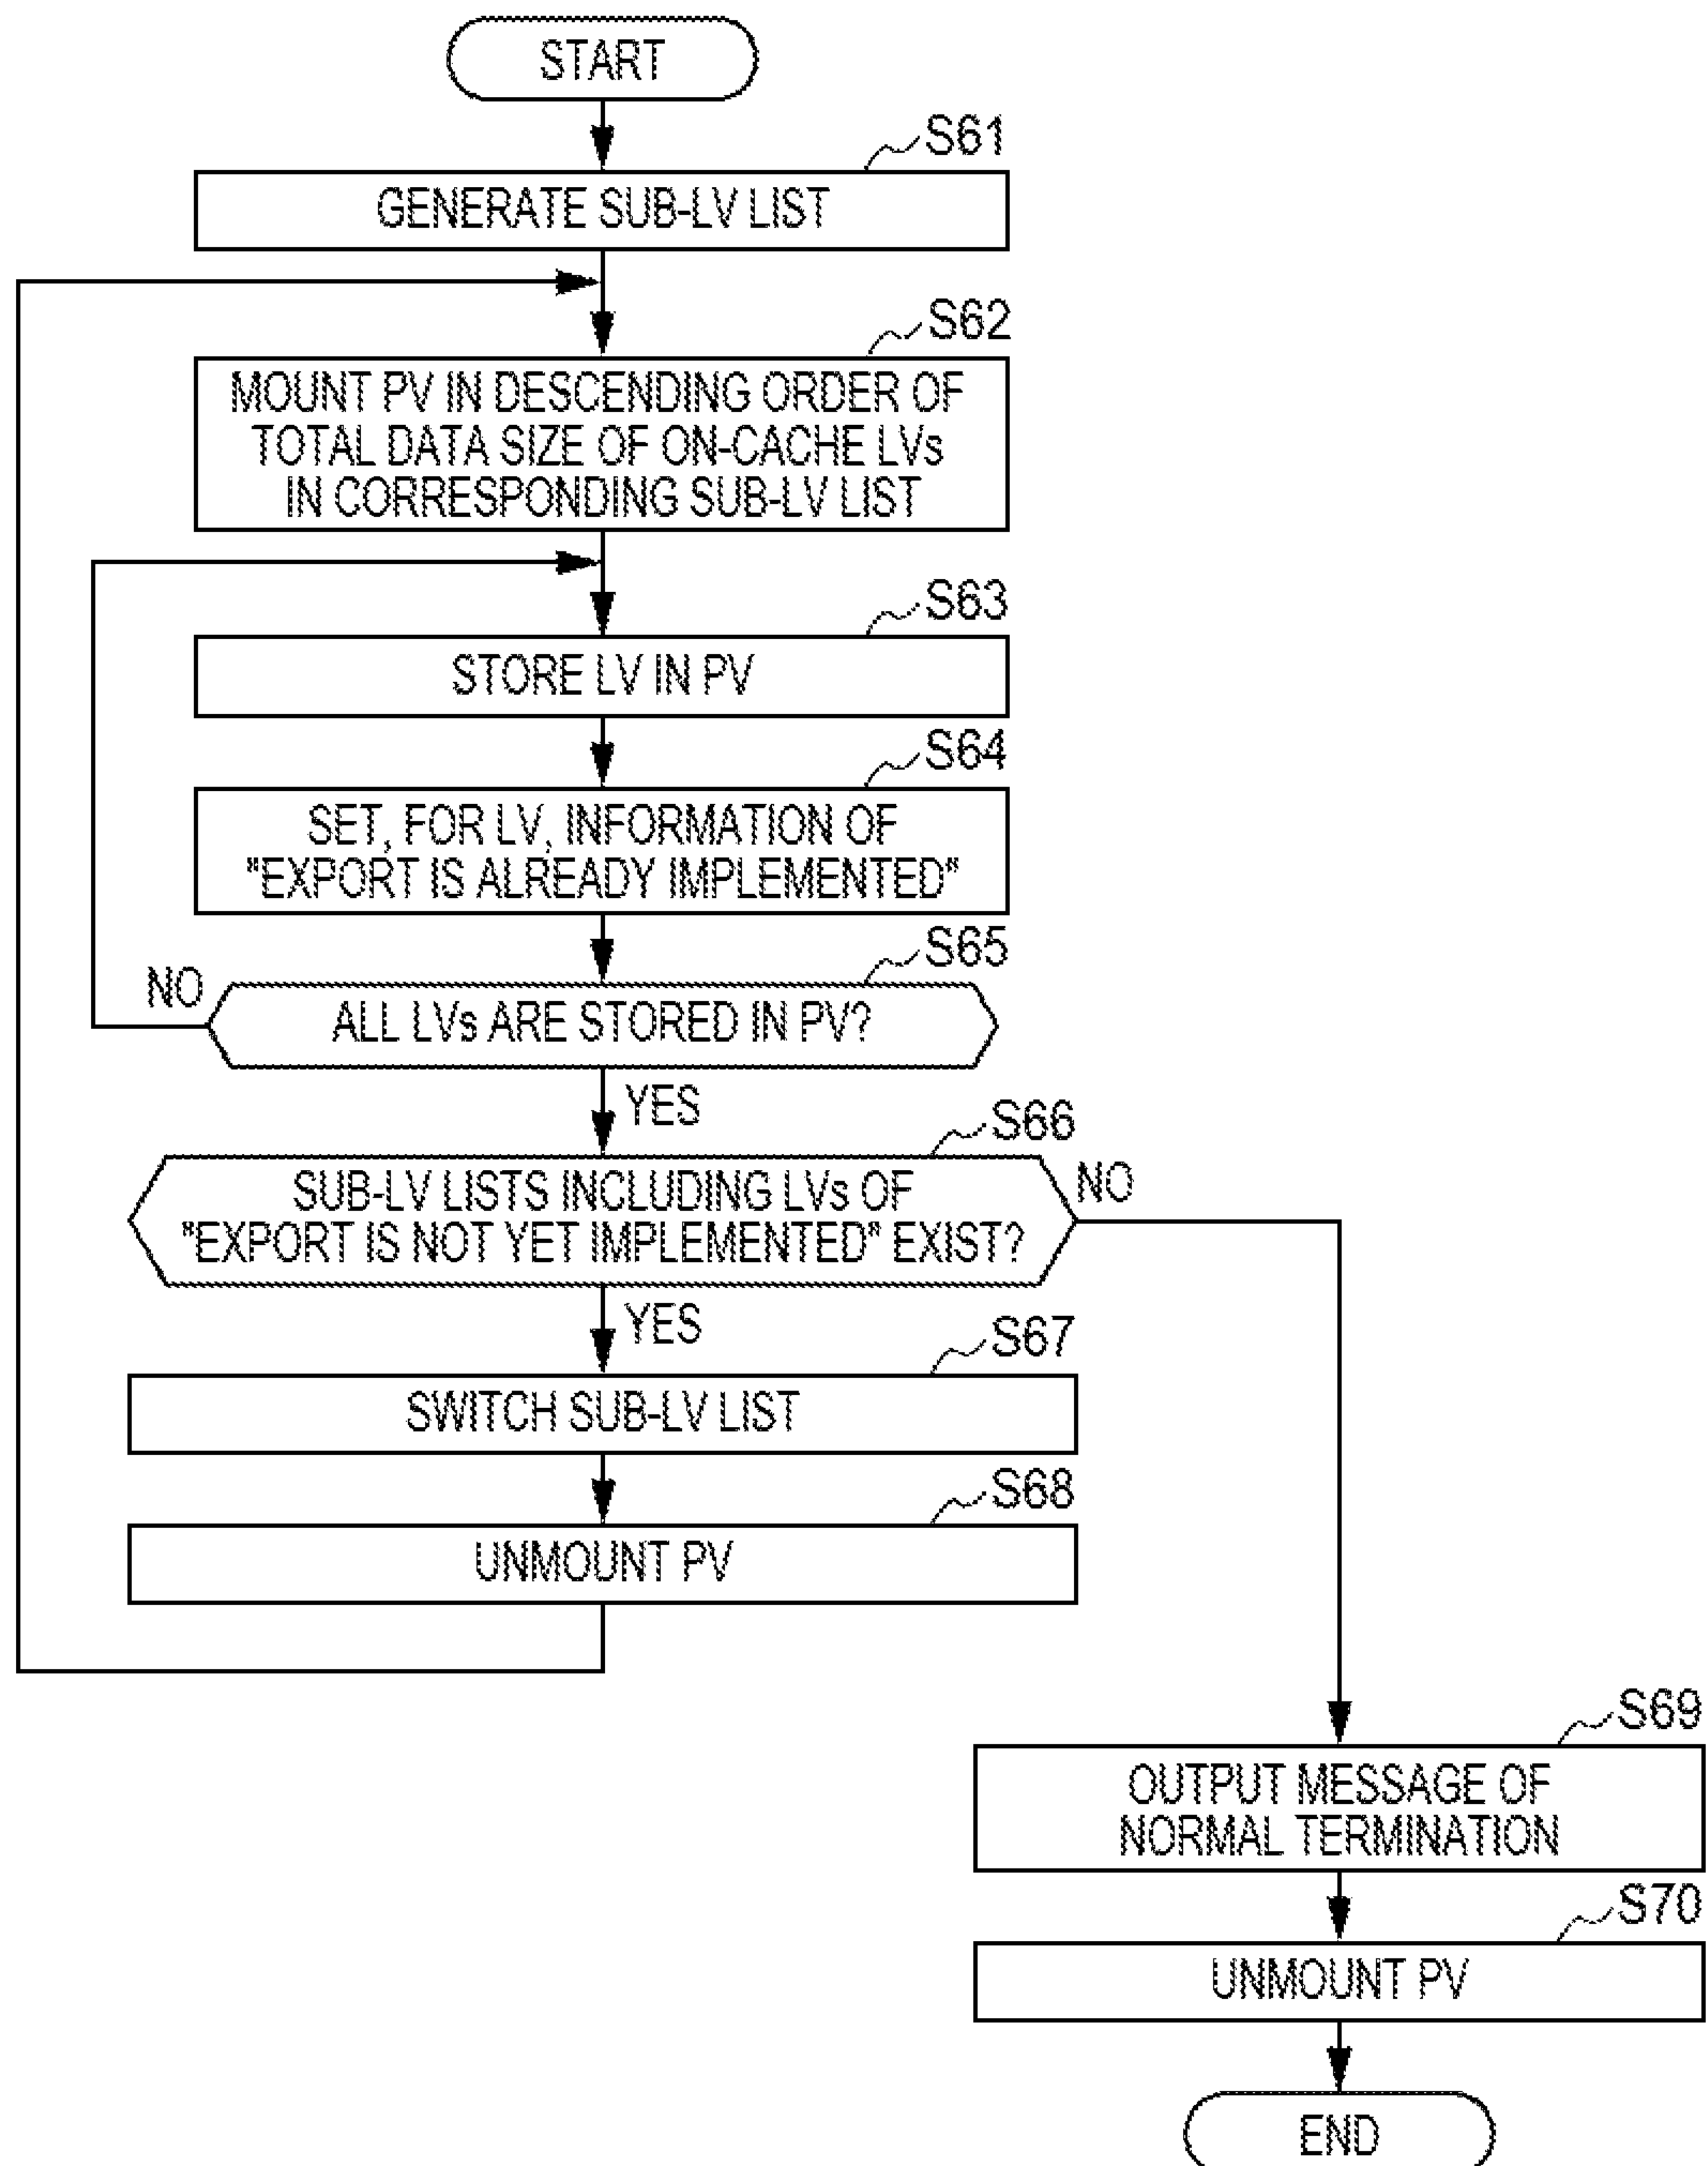 START
S61
GENERATE SUB-LV LIST
S62
MOUNT PV IN DESCENDING ORDER OF
TOTAL DATA SIZE OF ON-CACHE LVs
IN CORRESPONDING SUB-LV LIST
S63
STORE LV IN PV
S64
SET, FOR LV, INFORMATION OF
"EXPORT IS ALREADY IMPLEMENTED"
S65
NO
ALL LVs ARE STORED IN PV?
YES
S66
SUB-LV LISTS INCLUDING LVs OF
"EXPORT IS NOT YET IMPLEMENTED" EXIST?
NO
YES
S67
SWITCH SUB-LV LIST
S68
UNMOUNT PV
S69
OUTPUT MESSAGE OF
NORMAL TERMINATION
S70
UNMOUNT PV
END